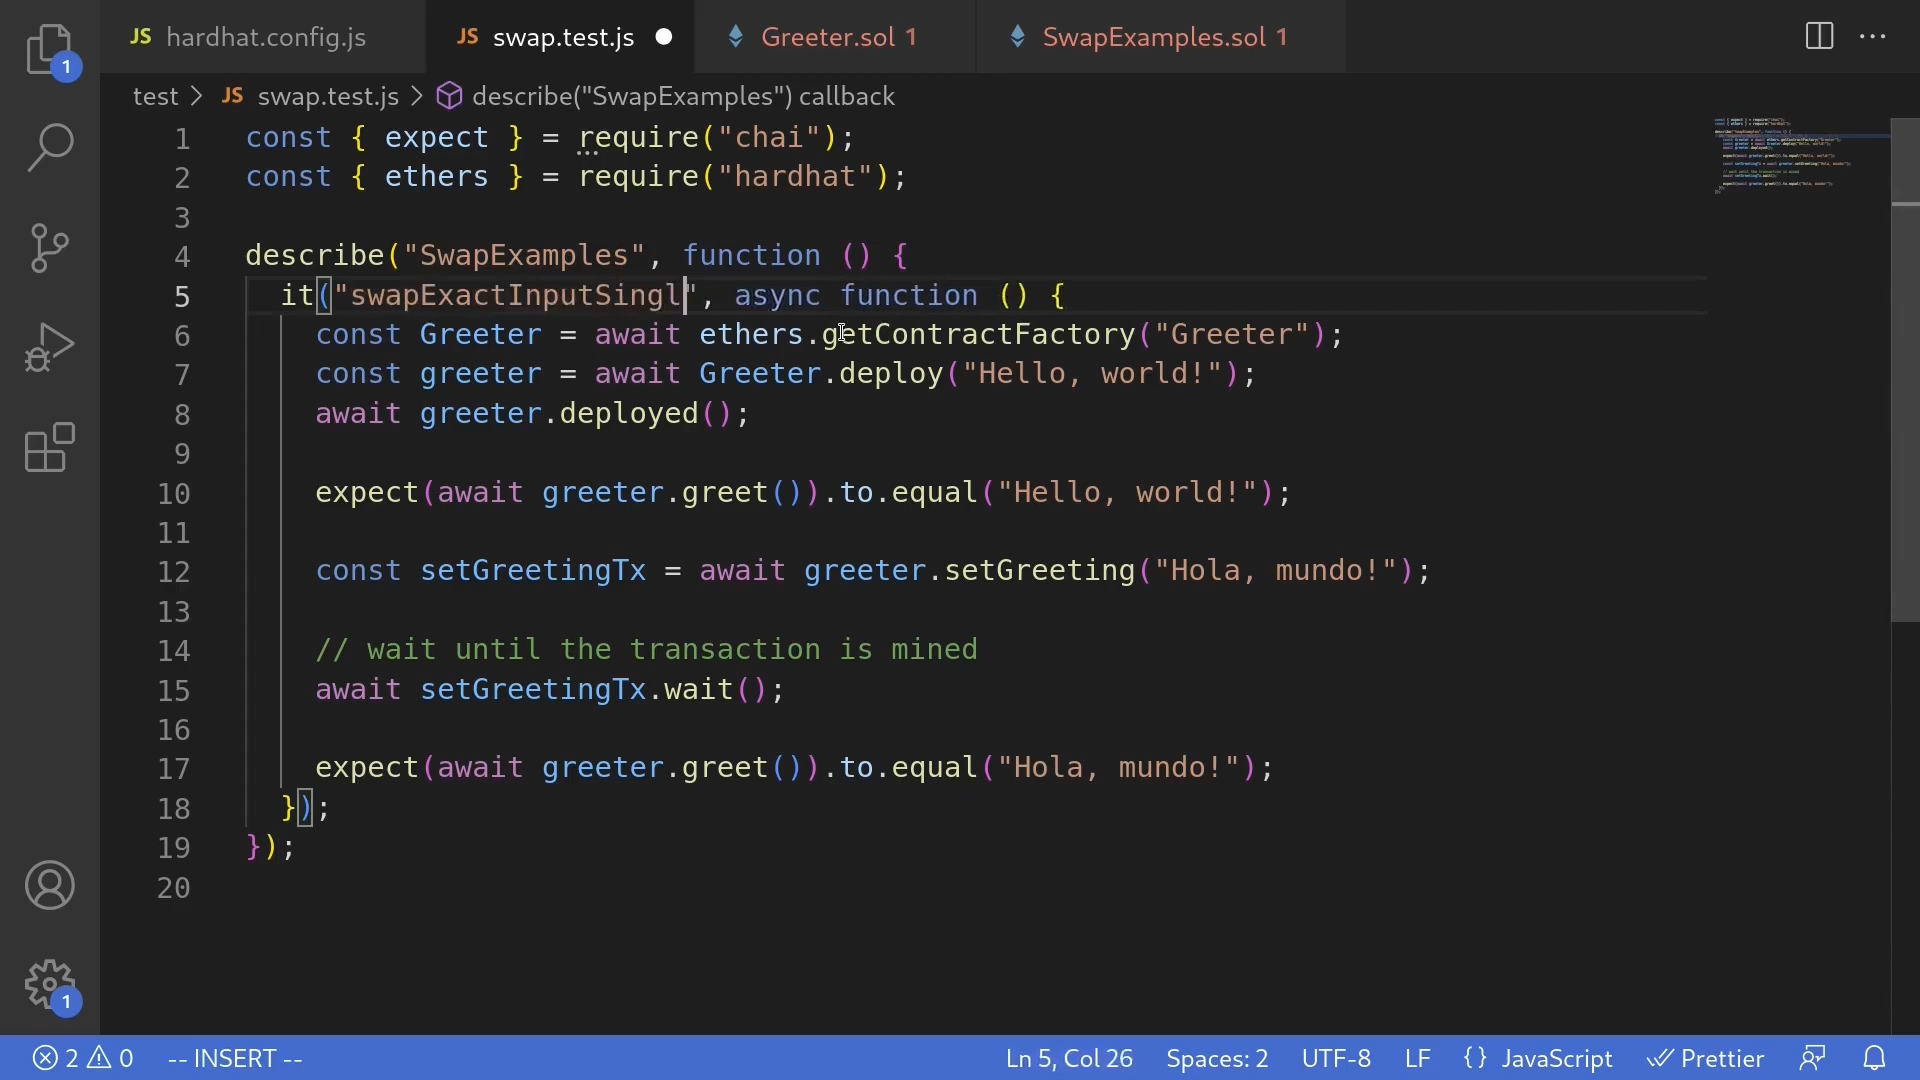 JS hardhat.config.js JS swap.test.js Greeter.sol 1 SwapExamples.sol 1
1
test > JS swap.test.js > describe("SwapExamples") callback
1 const { expect } = require("chai");
2 const { ethers } = require("hardhat");
3
4 describe("SwapExamples", function () {
5 it("swapExactInputSingl", async function () {
6 const Greeter = await ethers.getContractFactory("Greeter");
7 const greeter = await Greeter.deploy("Hello, world!");
8 await greeter.deployed();
9
10 expect(await greeter.greet()).to.equal("Hello, world!");
11
12 const setGreetingTx = await greeter.setGreeting("Hola, mundo!");
13
14 // wait until the transaction is mined
15 await setGreetingTx.wait();
16
17 expect(await greeter.greet()).to.equal("Hola, mundo!");
18 });
19 });
20
1
2 0 -- INSERT -- Ln 5, Col 26 Spaces: 2 UTF-8 LF {} JavaScript Prettier